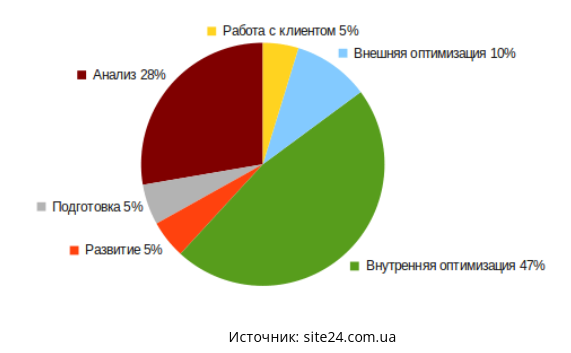 Работа с клиентом 5%
Внешняя оптимизация 10%
Анализ 28%
Подготовка 5%
Развитие 5%
Внутренняя оптимизация 47%
Источник: site24.com.ua